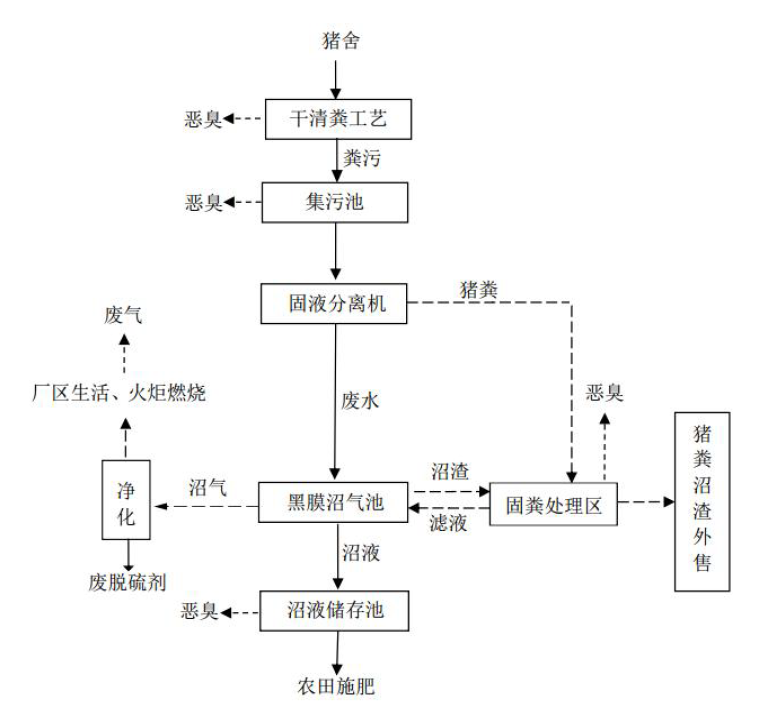 猪舍
恶臭
干清粪工艺
粪污
恶臭
集污池
固液分离机
猪粪
废气
厂区生活、火炬燃烧
废水
恶臭
猪粪沼渣外售
净化
沼气
黑膜沼气池
沼渣
滤液
固粪处理区
沼液
废脱硫剂
恶臭
沼液储存池
农田施肥